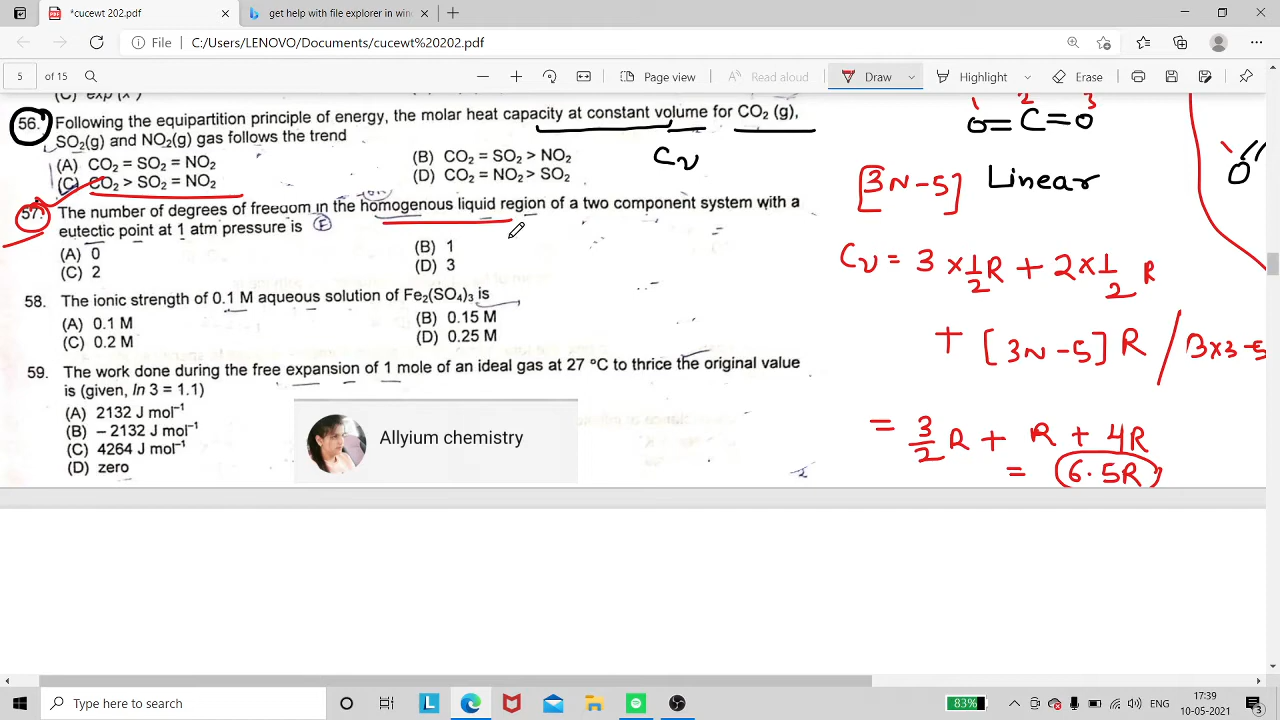 *cucewt 202.pdf
get help with file explorer in win
File C:/Users/LENOVO/Documents/cucewt%20202.pdf
5 of 15
Page view
Read aloud
Draw
Highlight
Erase
56. Following the equipartition principle of energy, the molar heat capacity at constant volume for CO₂ (g),
SO₂(g) and NO₂(g) gas follows the trend
(A) CO₂ = SO₂ = NO₂
(B) CO₂ = SO₂ > NO₂
(C) CO₂ > SO₂ = NO₂
(D) CO₂ = NO₂ > SO₂
Cv
57. The number of degrees of freedom in the homogenous liquid region of a two component system with a
eutectic point at 1 atm pressure is (F)
(A) 0
(B) 1
(C) 2
(D) 3
58. The ionic strength of 0.1 M aqueous solution of Fe₂(SO₄)₃ is
(A) 0.1 M
(B) 0.15 M
(C) 0.2 M
(D) 0.25 M
59. The work done during the free expansion of 1 mole of an ideal gas at 27 °C to thrice the original value
is (given, ln 3 = 1.1)
(A) 2132 J mol⁻¹
(B) – 2132 J mol⁻¹
(C) 4264 J mol⁻¹
(D) zero
Allyium chemistry
1 2 3
O=C=O
[3N-5] Linear
Cv = 3 × 1/2 R + 2 × 1/2 R
+ [3N-5] R / 3×3-5
= 3/2 R + R + 4R
= 6.5R
1
O
Type here to search
83%
17:39
ENG
10-05-2021
3